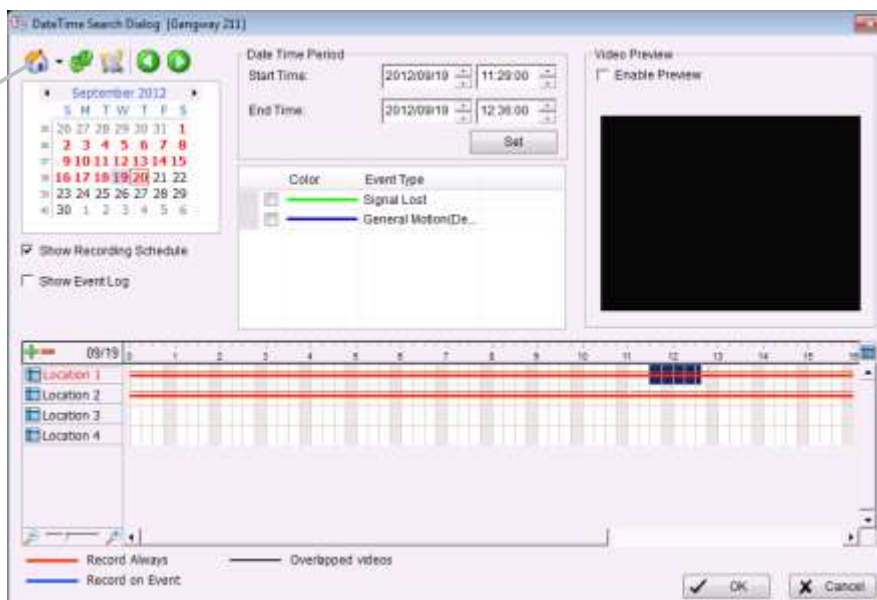 DateTime Search Dialog [Gangway 211]
September 2012
S M T W T F S
26 27 28 29 30 31 1
2 3 4 5 6 7 8
9 10 11 12 13 14 15
16 17 18 19 20 21 22
23 24 25 26 27 28 29
30 1 2 3 4 5 6
Show Recording Schedule
Show Event Log
Date Time Period
Start Time: 2012/09/19 11:29:00
End Time: 2012/09/19 12:36:00
Set
Color Event Type
Signal Lost
General Motion(De...
Video Preview
Enable Preview
09/19 0 1 2 3 4 5 6 7 8 9 10 11 12 13 14 15 16
Location 1
Location 2
Location 3
Location 4
Record Always Overlapped videos
Record on Event
OK Cancel